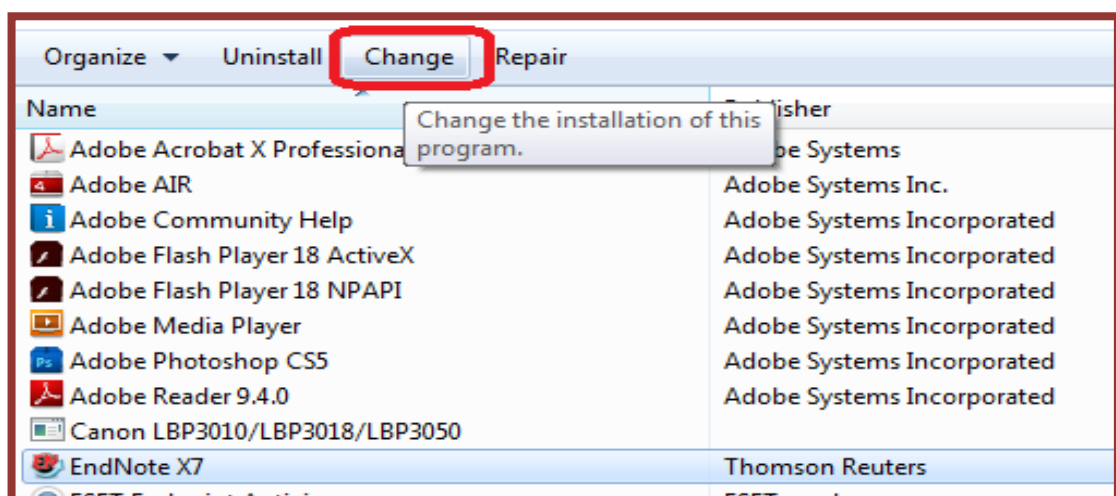 Organize Uninstall Change Repair
Name
Change the installation of this
program.
Adobe Acrobat X Systems
Adobe AIR Adobe Systems Inc.
Adobe Community Help Adobe Systems Incorporated
Adobe Flash Player 18 ActiveX Adobe Systems Incorporated
Adobe Flash Player 18 NPAPI Adobe Systems Incorporated
Adobe Media Player Adobe Systems Incorporated
Adobe Photoshop CS5 Adobe Systems Incorporated
Adobe Reader 9.4.0 Adobe Systems Incorporated
Canon LBP3010/LBP3018/LBP3050
EndNote X7 Thomson Reuters